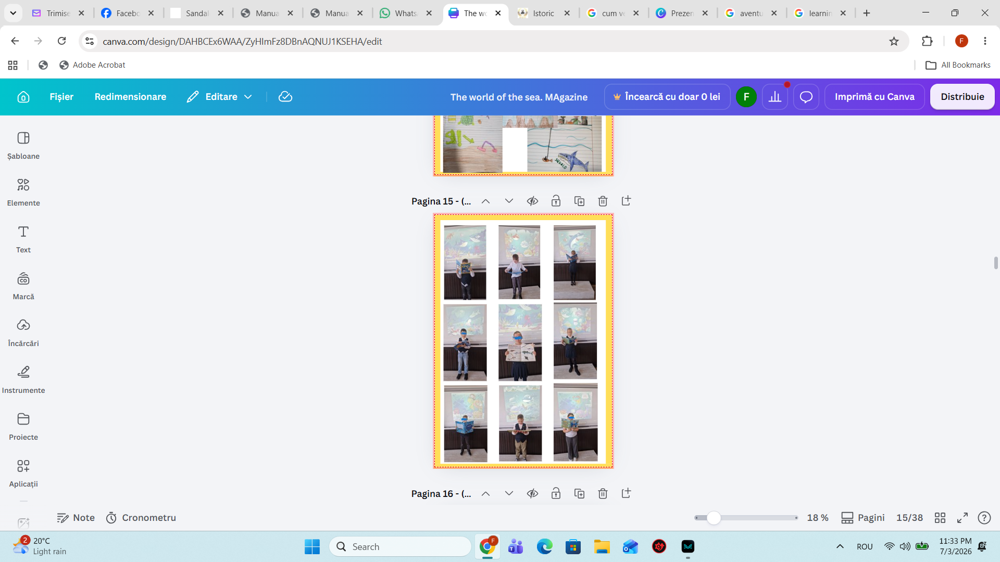 Trimise
Facebo
Sandal
Manua
Manua
Whats
The wo
Istoric
cum ve
Prezen
aventu
learnin
canva.com/design/DAHBCEx6WAA/ZyHImFz8DBnAQNUJ1KSEHA/edit
F
Adobe Acrobat
All Bookmarks
Fișier
Redimensionare
Editare
The world of the sea. MAgazine
Încearcă cu doar 0 lei
F
Imprimă cu Canva
Distribuie
Șabloane
Elemente
Text
Marcă
Încărcări
Instrumente
Proiecte
Aplicații
SQUALO
Pagina 15 - (...
Pagina 16 - (...
Note
Cronometru
18 %
Pagini
15/38
2
20°C
Light rain
Search
F
ROU
11:33 PM
7/3/2026